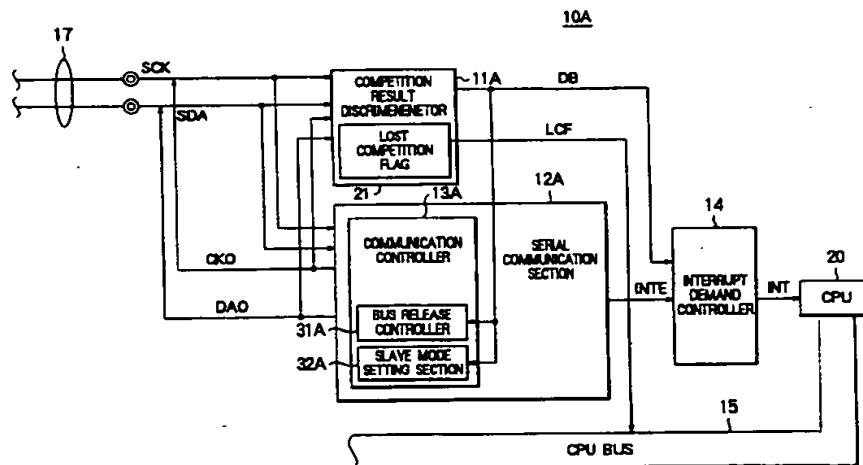 10A
17
SCK
SDA
COMPETITION
RESULT
DISCRIMENENETOR
11A
DB
LOST
COMPETITION
FLAG
LCF
21
13A
12A
14
COMMUNICATION
CONTROLLER
SERIAL
COMMUNICATION
SECTION
CKO
DAO
INTE
INTERRUPT
DEMAND
CONTROLLER
INT
20
CPU
BUS RELEASE
CONTROLLER
31A
SLAVE MODE
SETTING SECTION
32A
15
CPU BUS